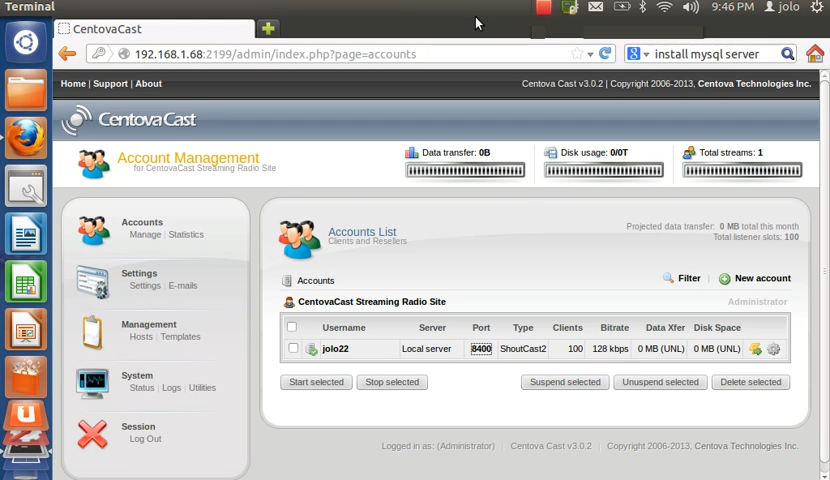 Terminal
9:46 PM
jolo
CentovaCast
192.168.1.68:2199/admin/index.php?page=accounts
install mysql server
Home | Support | About
Centova Cast v3.0.2 | Copyright 2006-2013, Centova Technologies Inc.
CentovaCast
Account Management
for CentovaCast Streaming Radio Site
Data transfer: 0B
Disk usage: 0/0T
Total streams: 1
Accounts
Manage | Statistics
Settings
Settings | E-mails
Management
Hosts | Templates
System
Status | Logs | Utilities
Session
Log Out
Accounts List
Clients and Resellers
Projected data transfer: 0 MB total this month
Total listener slots: 100
Accounts
Filter | New account
CentovaCast Streaming Radio Site
Administrator
Username Server Port Type Clients Bitrate Data Xfer Disk Space
jolo22 Local server 8400 ShoutCast2 100 128 kbps 0 MB (UNL) 0 MB (UNL)
Start selected Stop selected Suspend selected Unsuspend selected Delete selected
Logged in as: (Administrator) | Centova Cast v3.0.2 | Copyright 2006-2013, Centova Technologies Inc.